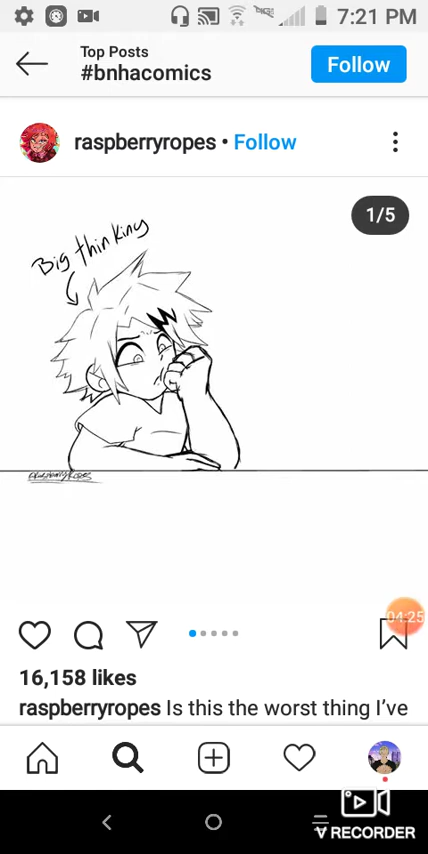 7:21 PM
Top Posts
#bnhacomics
Follow
raspberryropes • Follow
1/5
Big thinking
04:25
16,158 likes
raspberryropes Is this the worst thing I've
RECORDER